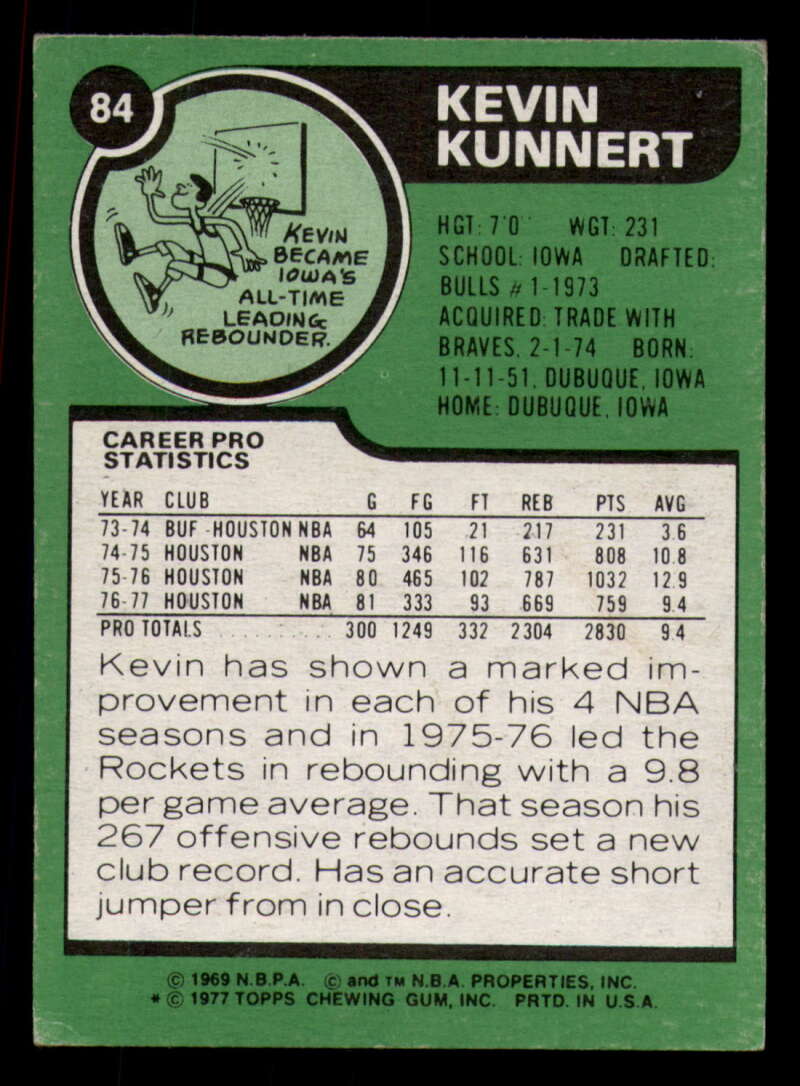 84
KEVIN
KUNNERT
KEVIN
BECAME
IOWA'S
ALL-TIME
LEADING
REBOUNDER.
HGT: 7'0" WGT: 231
SCHOOL: IOWA DRAFTED:
BULLS # 1-1973
ACQUIRED: TRADE WITH
BRAVES, 2-1-74 BORN:
11-11-51, DUBUQUE, IOWA
HOME: DUBUQUE, IOWA
CAREER PRO
STATISTICS
YEAR CLUB G FG FT REB PTS AVG
73-74 BUF.-HOUSTON NBA 64 105 21 217 231 3.6
74-75 HOUSTON NBA 75 346 116 631 808 10.8
75-76 HOUSTON NBA 80 465 102 787 1032 12.9
76-77 HOUSTON NBA 81 333 93 669 759 9.4
PRO TOTALS . . . . . . . . . . 300 1249 332 2304 2830 9.4
Kevin has shown a marked im-
provement in each of his 4 NBA
seasons and in 1975-76 led the
Rockets in rebounding with a 9.8
per game average. That season his
267 offensive rebounds set a new
club record. Has an accurate short
jumper from in close.
© 1969 N.B.P.A. © and TM N.B.A. PROPERTIES, INC.
* © 1977 TOPPS CHEWING GUM, INC. PRTD. IN U.S.A.